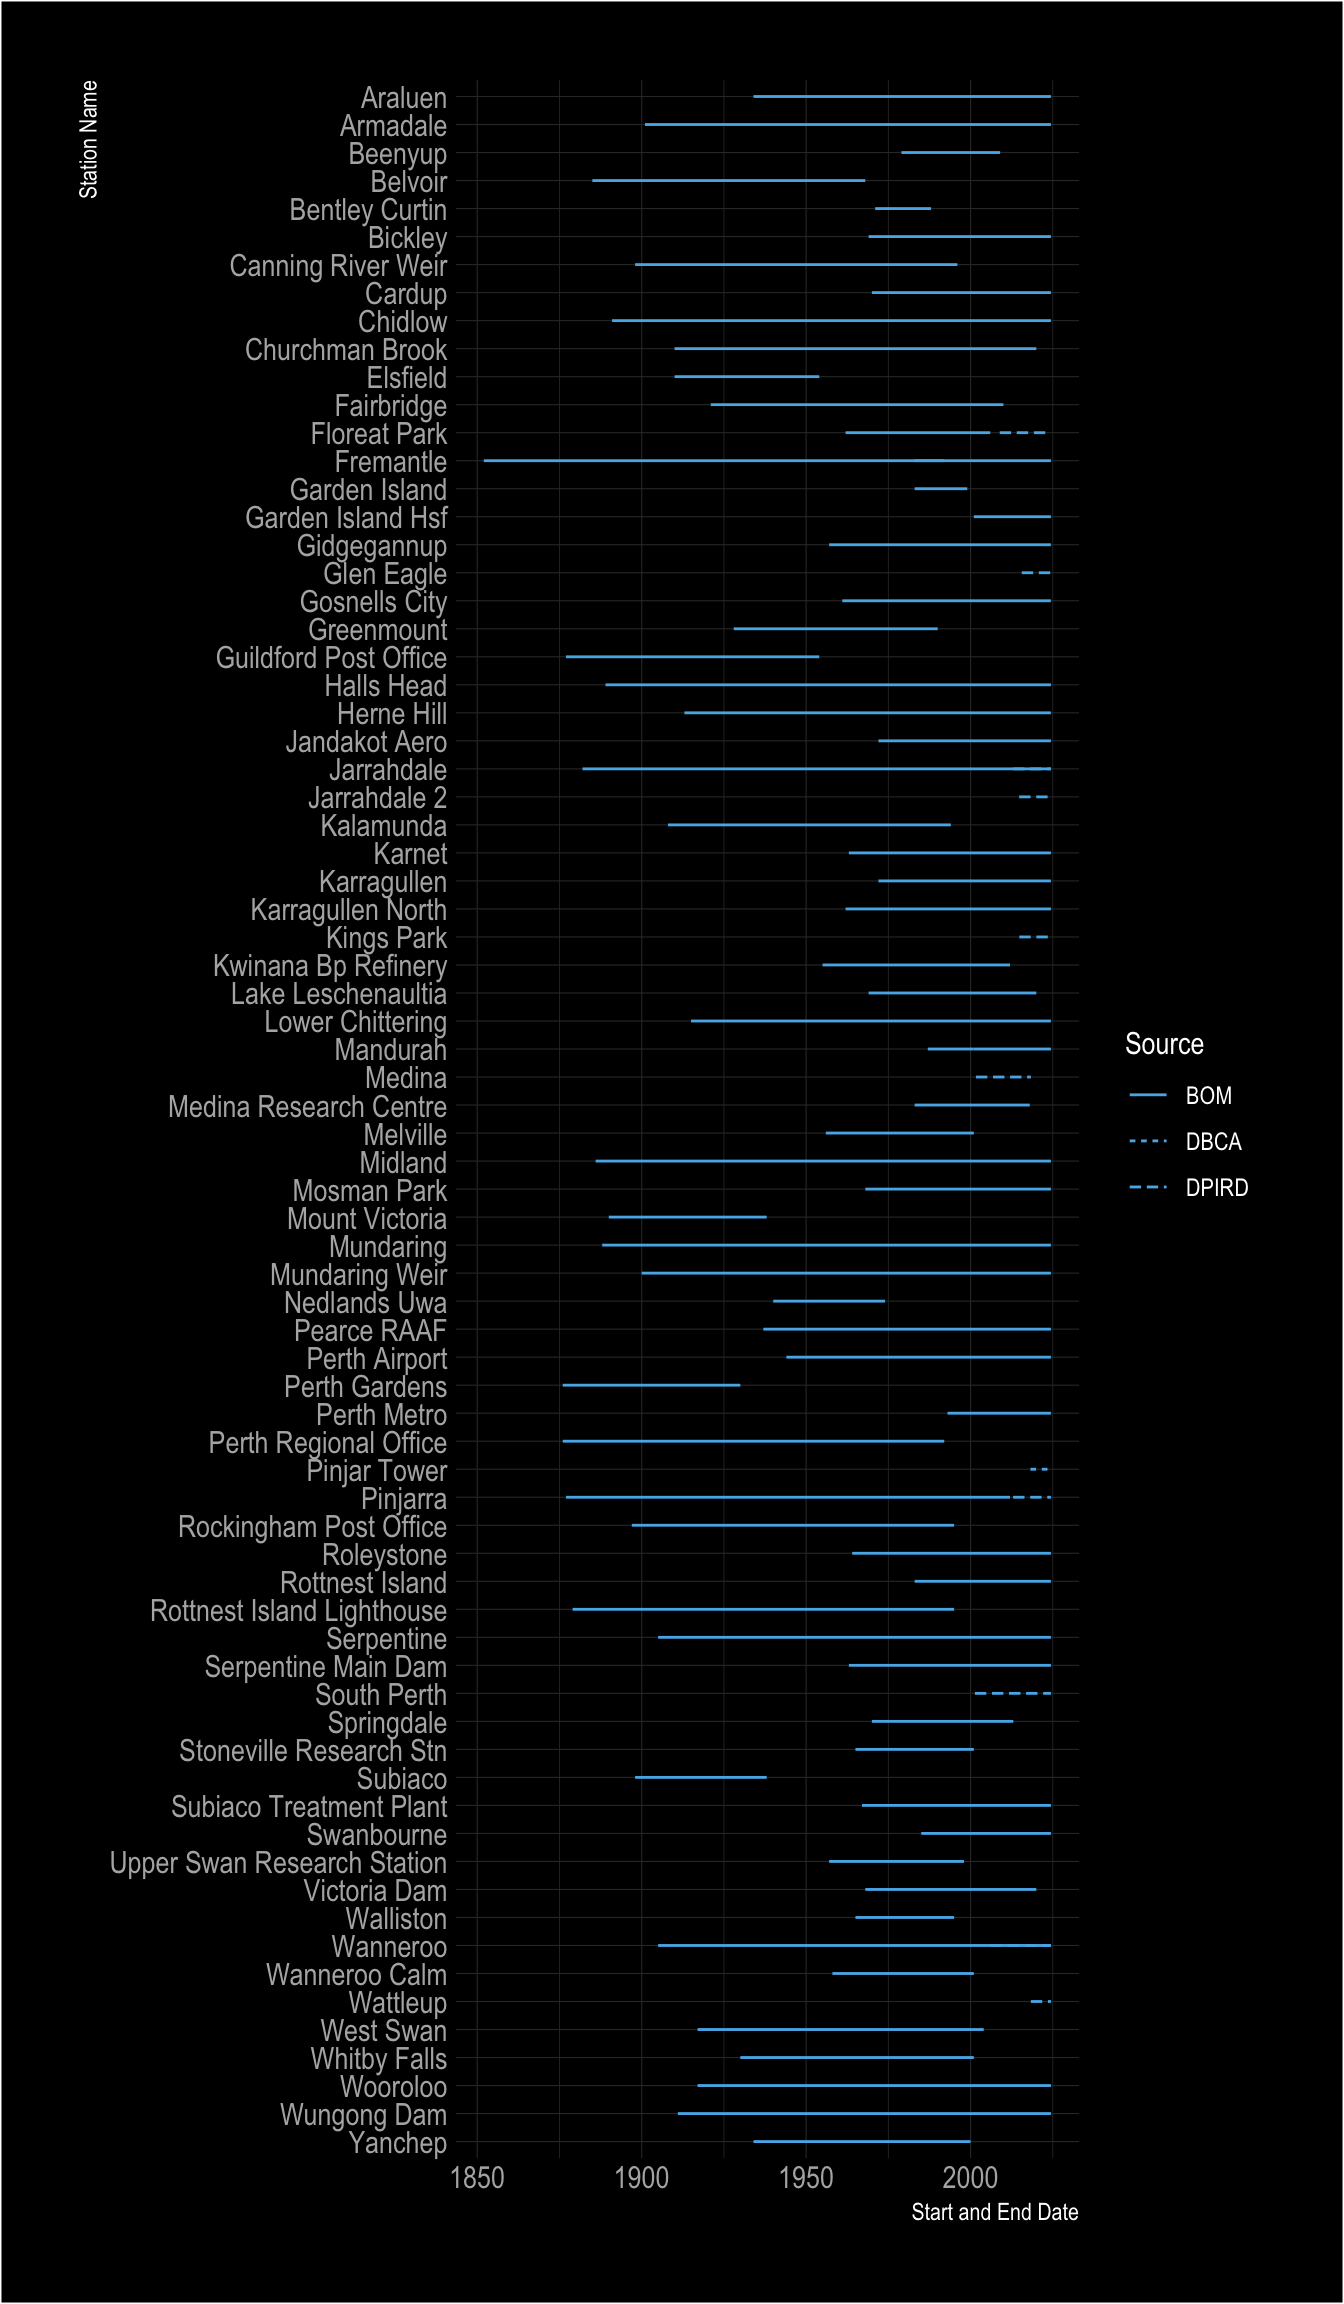 Station Name
Araluen
Armadale
Beenyup
Belvoir
Bentley Curtin
Bickley
Canning River Weir
Cardup
Chidlow
Churchman Brook
Elsfield
Fairbridge
Floreat Park
Fremantle
Garden Island
Garden Island Hsf
Gidgegannup
Glen Eagle
Gosnells City
Greenmount
Guildford Post Office
Halls Head
Herne Hill
Jandakot Aero
Jarrahdale
Jarrahdale 2
Kalamunda
Karnet
Karragullen
Karragullen North
Kings Park
Kwinana Bp Refinery
Lake Leschenaultia
Lower Chittering
Mandurah
Medina
Medina Research Centre
Melville
Midland
Mosman Park
Mount Victoria
Mundaring
Mundaring Weir
Nedlands Uwa
Pearce RAAF
Perth Airport
Perth Gardens
Perth Metro
Perth Regional Office
Pinjar Tower
Pinjarra
Rockingham Post Office
Roleystone
Rottnest Island
Rottnest Island Lighthouse
Serpentine
Serpentine Main Dam
South Perth
Springdale
Stoneville Research Stn
Subiaco
Subiaco Treatment Plant
Swanbourne
Upper Swan Research Station
Victoria Dam
Walliston
Wanneroo
Wanneroo Calm
Wattleup
West Swan
Whitby Falls
Wooroloo
Wungong Dam
Yanchep
1850 1900 1950 2000
Start and End Date
Source
BOM
DBCA
DPIRD